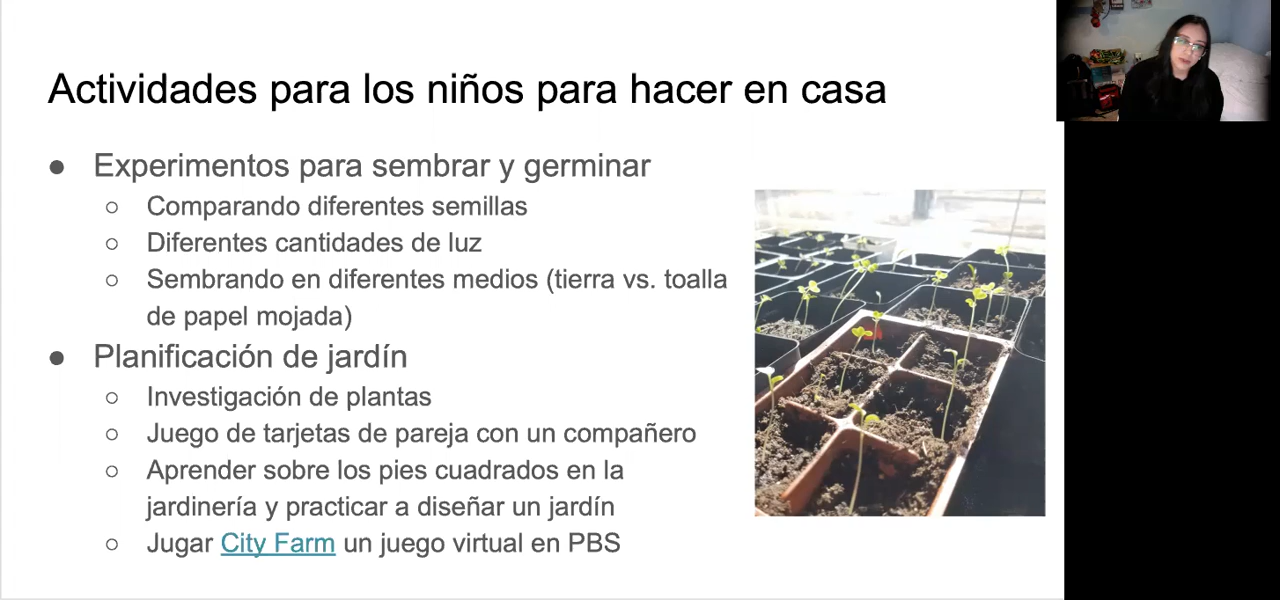 Actividades para los niños para hacer en casa
● Experimentos para sembrar y germinar
○ Comparando diferentes semillas
○ Diferentes cantidades de luz
○ Sembrando en diferentes medios (tierra vs. toalla
de papel mojada)
● Planificación de jardín
○ Investigación de plantas
○ Juego de tarjetas de pareja con un compañero
○ Aprender sobre los pies cuadrados en la
jardinería y practicar a diseñar un jardín
○ Jugar City Farm un juego virtual en PBS